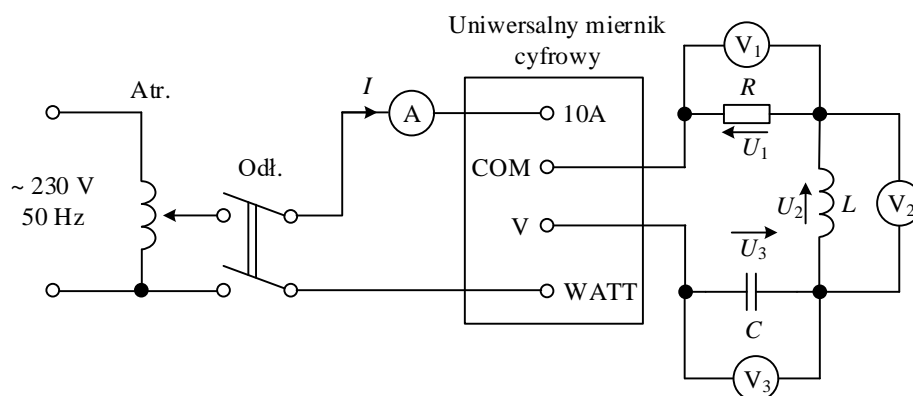 Uniwersalny miernik
cyfrowy
Atr.
~ 230 V
50 Hz
Odł.
I
A
10A
COM
V
WATT
V1
R
U1
U2
L
V2
U3
C
V3